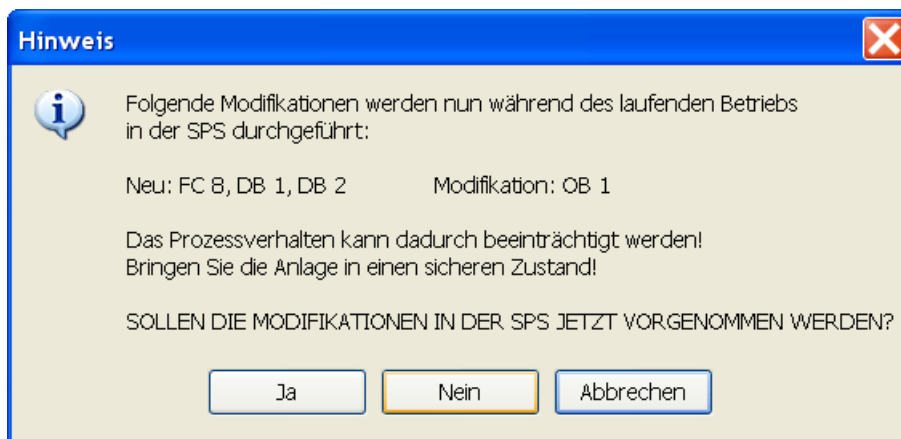 Hinweis
Folgende Modifikationen werden nun während des laufenden Betriebs
in der SPS durchgeführt:
Neu: FC 8, DB 1, DB 2 Modifikation: OB 1
Das Prozessverhalten kann dadurch beeinträchtigt werden!
Bringen Sie die Anlage in einen sicheren Zustand!
SOLLEN DIE MODIFIKATIONEN IN DER SPS JETZT VORGENOMMEN WERDEN?
Ja Nein Abbrechen